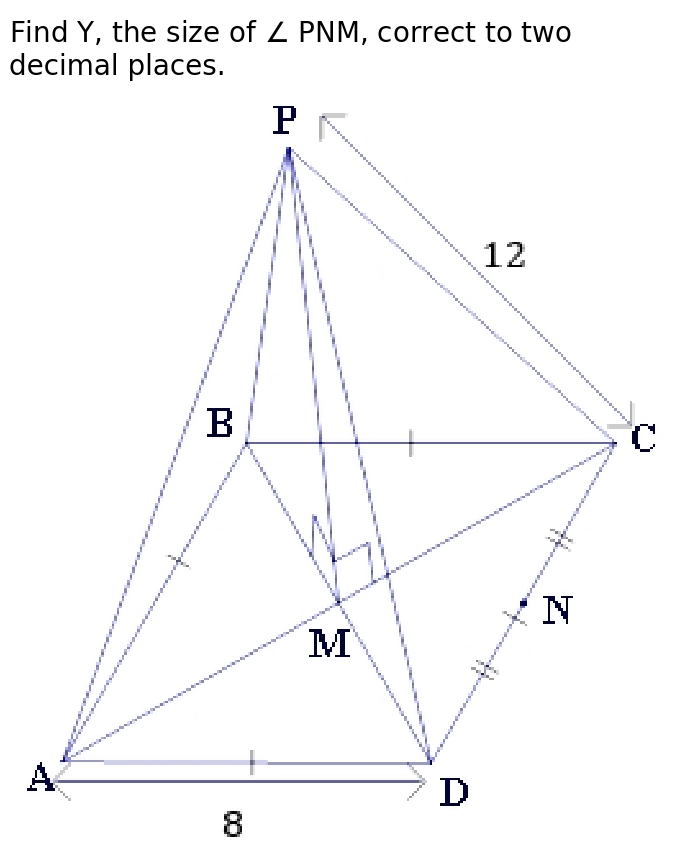 Find Y, the size of ∠ PNM, correct to two
decimal places.
P
12
B
C
N
M
A
D
8